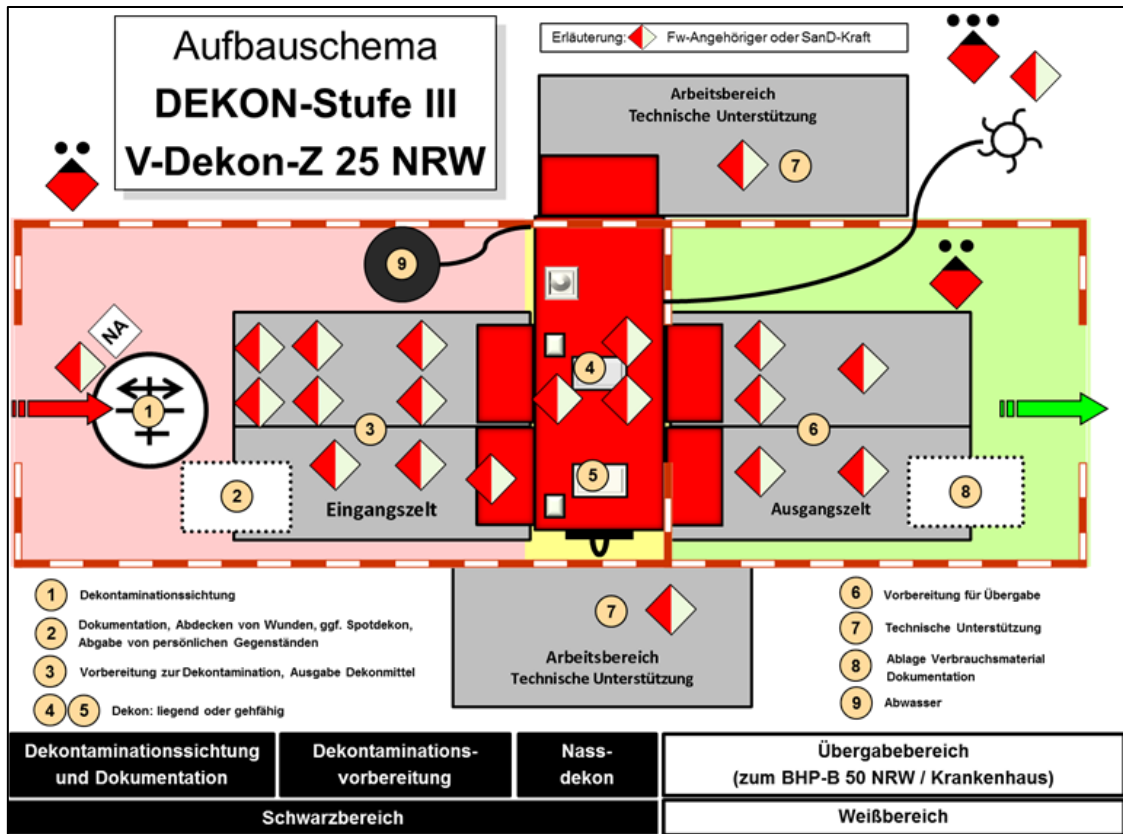 Aufbauschema
DEKON-Stufe III
V-Dekon-Z 25 NRW
Erläuterung: Fw-Angehöriger oder SanD-Kraft
Arbeitsbereich
Technische Unterstützung
7
9
NA
1
4
3
6
2
Eingangszelt
5
Ausgangszelt
8
7
Arbeitsbereich
Technische Unterstützung
1 Dekontaminationssichtung
2 Dokumentation, Abdecken von Wunden, ggf. Spotdekon,
Abgabe von persönlichen Gegenständen
3 Vorbereitung zur Dekontamination, Ausgabe Dekonmittel
4 5 Dekon: liegend oder gehfähig
6 Vorbereitung für Übergabe
7 Technische Unterstützung
8 Ablage Verbrauchsmaterial
Dokumentation
9 Abwasser
Dekontaminationssichtung
und Dokumentation
Dekontaminations-
vorbereitung
Nass-
dekon
Übergabebereich
(zum BHP-B 50 NRW / Krankenhaus)
Schwarzbereich
Weißbereich